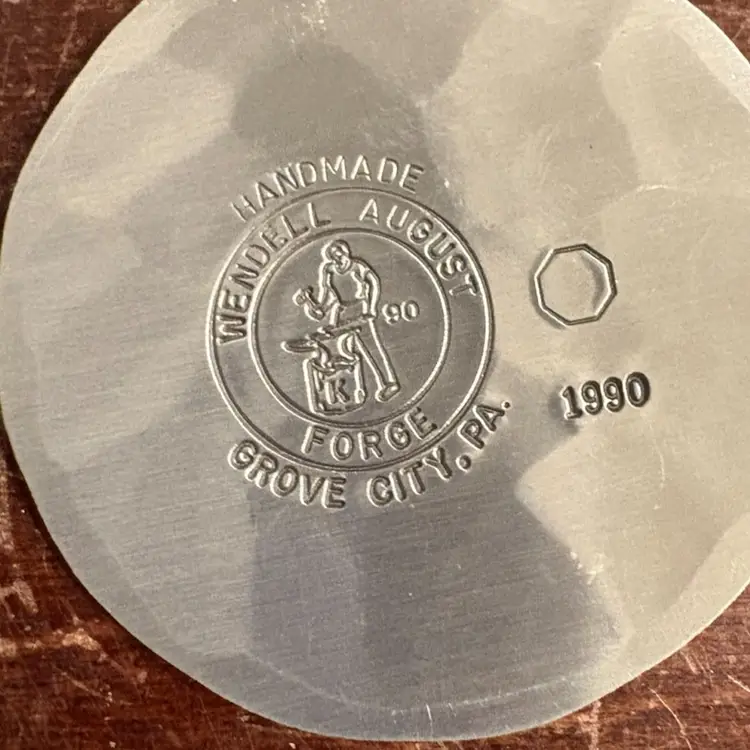 HANDMADE
WENDELL AUGUST
90
K
FORGE
GROVE CITY, PA.
1990